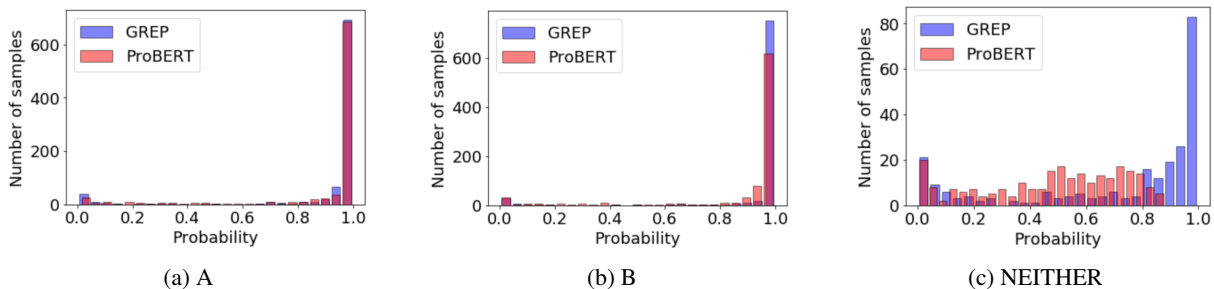 Number of samples
600
400
200
0
GREP
ProBERT
0.0 0.2 0.4 0.6 0.8 1.0
Probability
(a) A
Number of samples
600
400
200
0
GREP
ProBERT
0.0 0.2 0.4 0.6 0.8 1.0
Probability
(b) B
Number of samples
80
60
40
20
0
GREP
ProBERT
0.0 0.2 0.4 0.6 0.8 1.0
Probability
(c) NEITHER